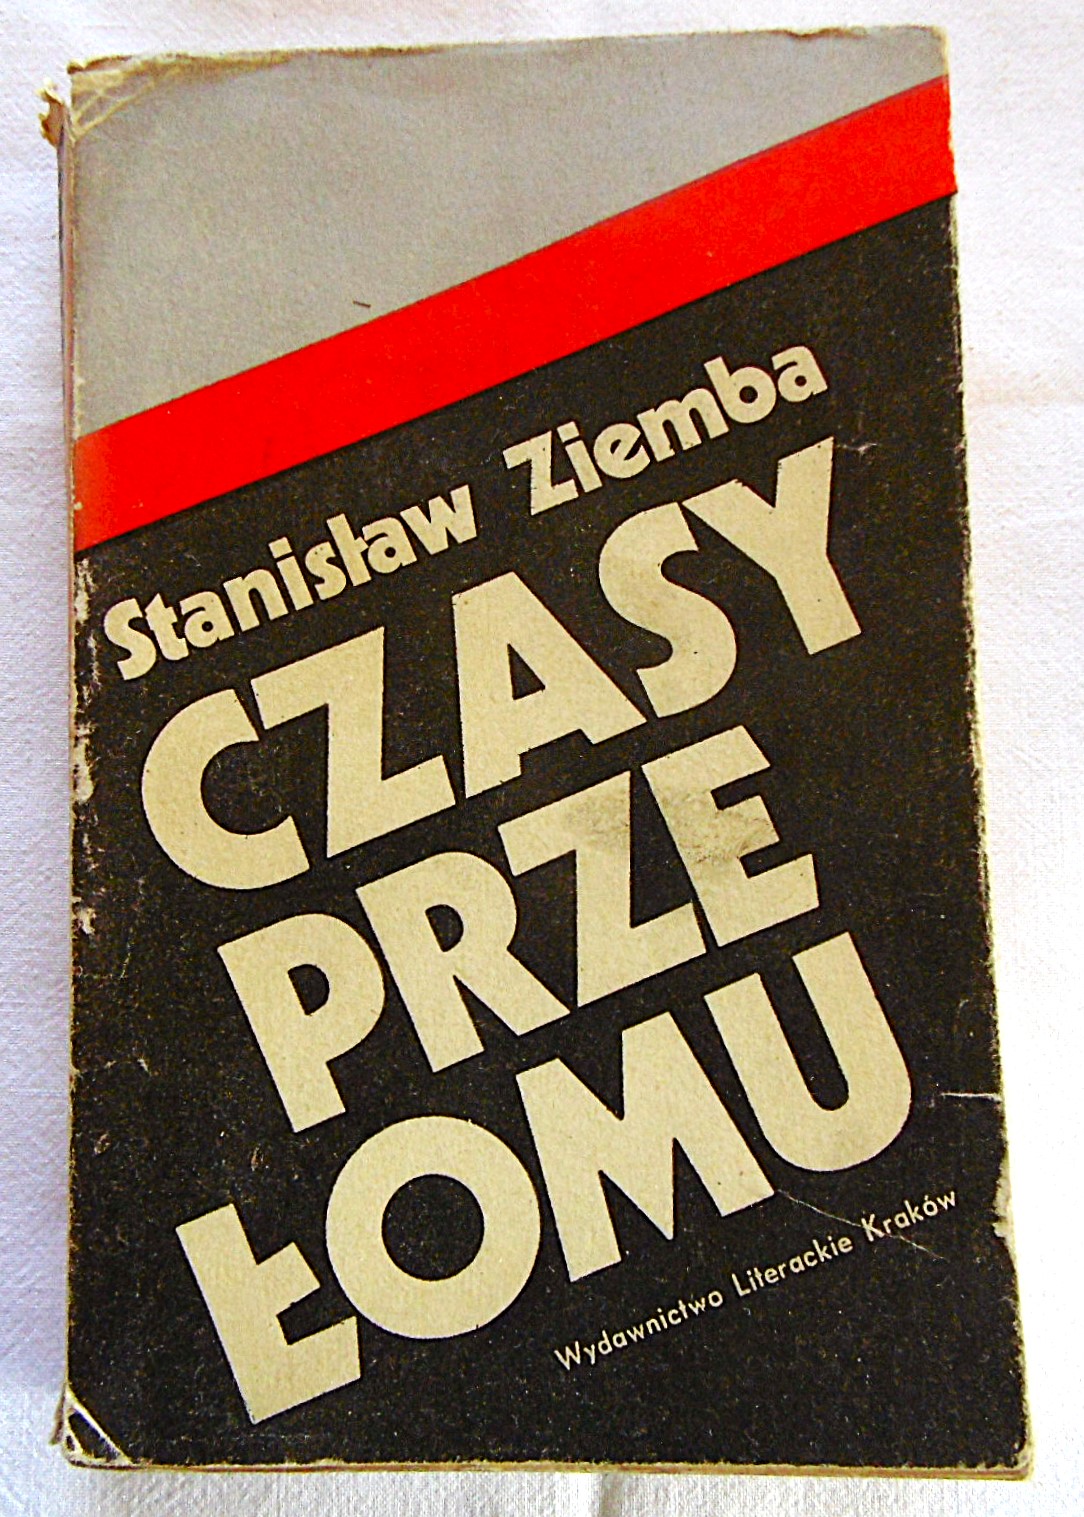 Stanisław Ziemba
CZASY
PRZE
ŁOMU
Wydawnictwo Literackie Kraków